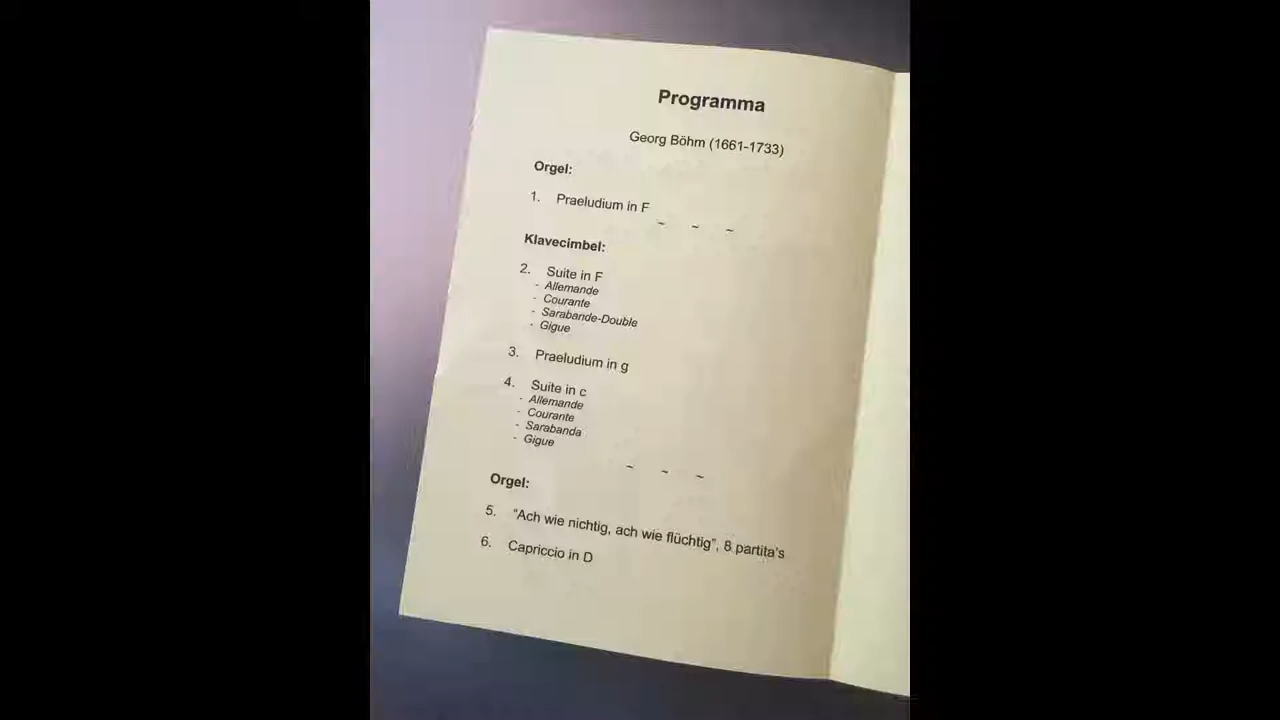 Programma
Georg Böhm (1661-1733)
Orgel:
1. Praeludium in F
~ ~ ~
Klavecimbel:
2. Suite in F
- Allemande
- Courante
- Sarabande-Double
- Gigue
3. Praeludium in g
4. Suite in c
- Allemande
- Courante
- Sarabanda
- Gigue
~ ~ ~
Orgel:
5. "Ach wie nichtig, ach wie flüchtig", 8 partita's
6. Capriccio in D